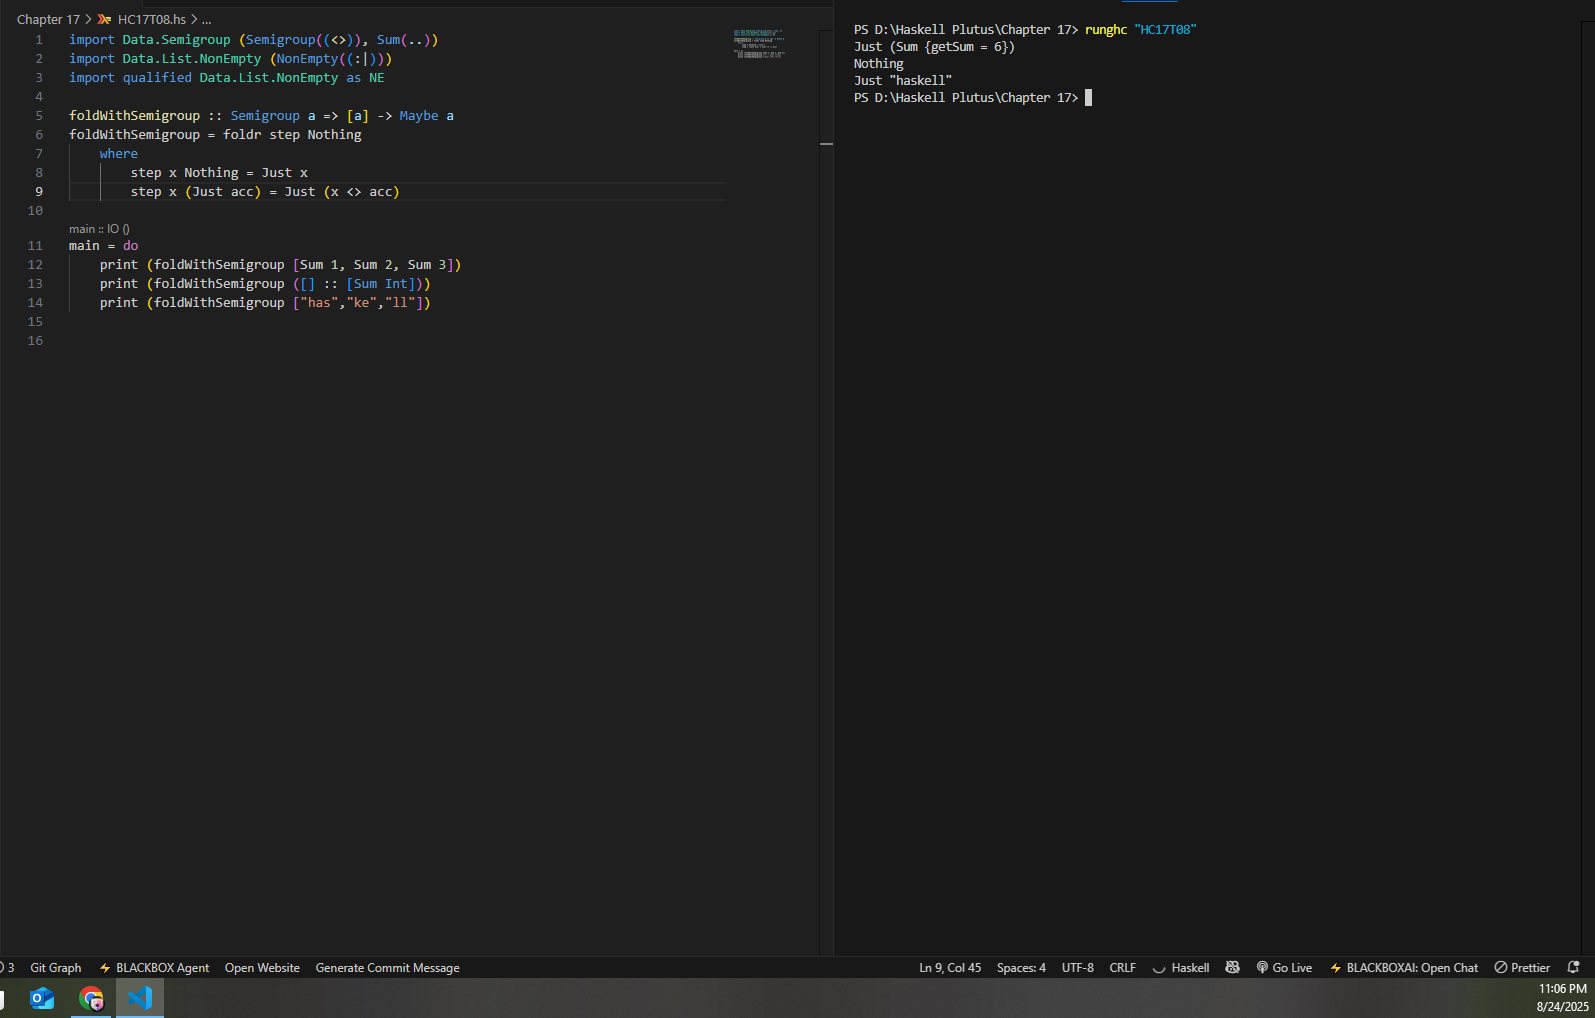 Chapter 17 > HC17T08.hs > ...
1 import Data.Semigroup (Semigroup((<>)), Sum(..))
2 import Data.List.NonEmpty (NonEmpty((:|)))
3 import qualified Data.List.NonEmpty as NE
4
5 foldWithSemigroup :: Semigroup a => [a] -> Maybe a
6 foldWithSemigroup = foldr step Nothing
7     where
8         step x Nothing = Just x
9         step x (Just acc) = Just (x <> acc)
10
main :: IO ()
11 main = do
12     print (foldWithSemigroup [Sum 1, Sum 2, Sum 3])
13     print (foldWithSemigroup ([] :: [Sum Int]))
14     print (foldWithSemigroup ["has","ke","ll"])
15
16
PS D:\Haskell Plutus\Chapter 17> runghc "HC17T08"
Just (Sum {getSum = 6})
Nothing
Just "haskell"
PS D:\Haskell Plutus\Chapter 17>
3 Git Graph BLACKBOX Agent Open Website Generate Commit Message Ln 9, Col 45 Spaces: 4 UTF-8 CRLF Haskell Go Live BLACKBOXAI: Open Chat Prettier
11:06 PM
8/24/2025